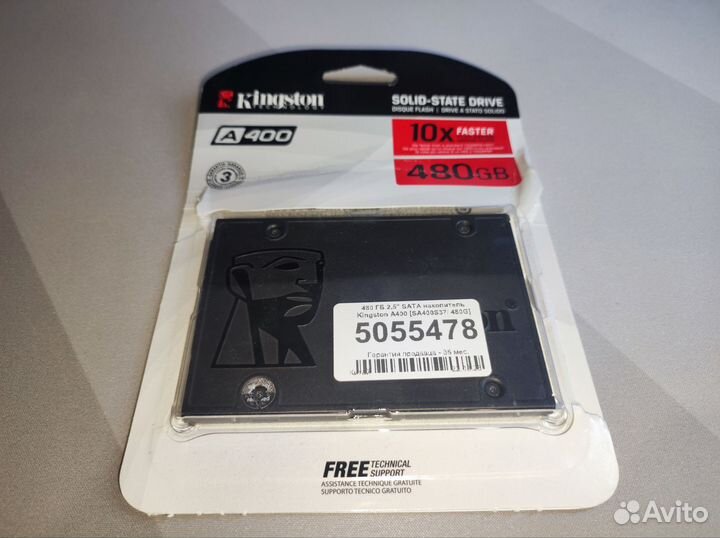 Kingston
TECHNOLOGY
SOLID-STATE DRIVE
DISQUE FLASH | DRIVE A STATO SOLIDO
A400
10x FASTER
480GB
3
480 ГБ 2.5" SATA накопитель
Kingston A400 [SA400S37/480G]
5055478
Гарантия продавца - 36 мес.
FREE TECHNICAL SUPPORT
ASSISTANCE TECHNIQUE GRATUITE
SUPPORTO TECNICO GRATUITO
Avito